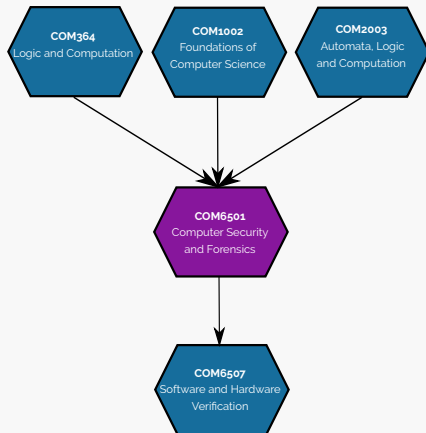 COM364
Logic and Computation
COM1002
Foundations of
Computer Science
COM2003
Automata, Logic
and Computation
COM6501
Computer Security
and Forensics
COM6507
Software and Hardware
Verification